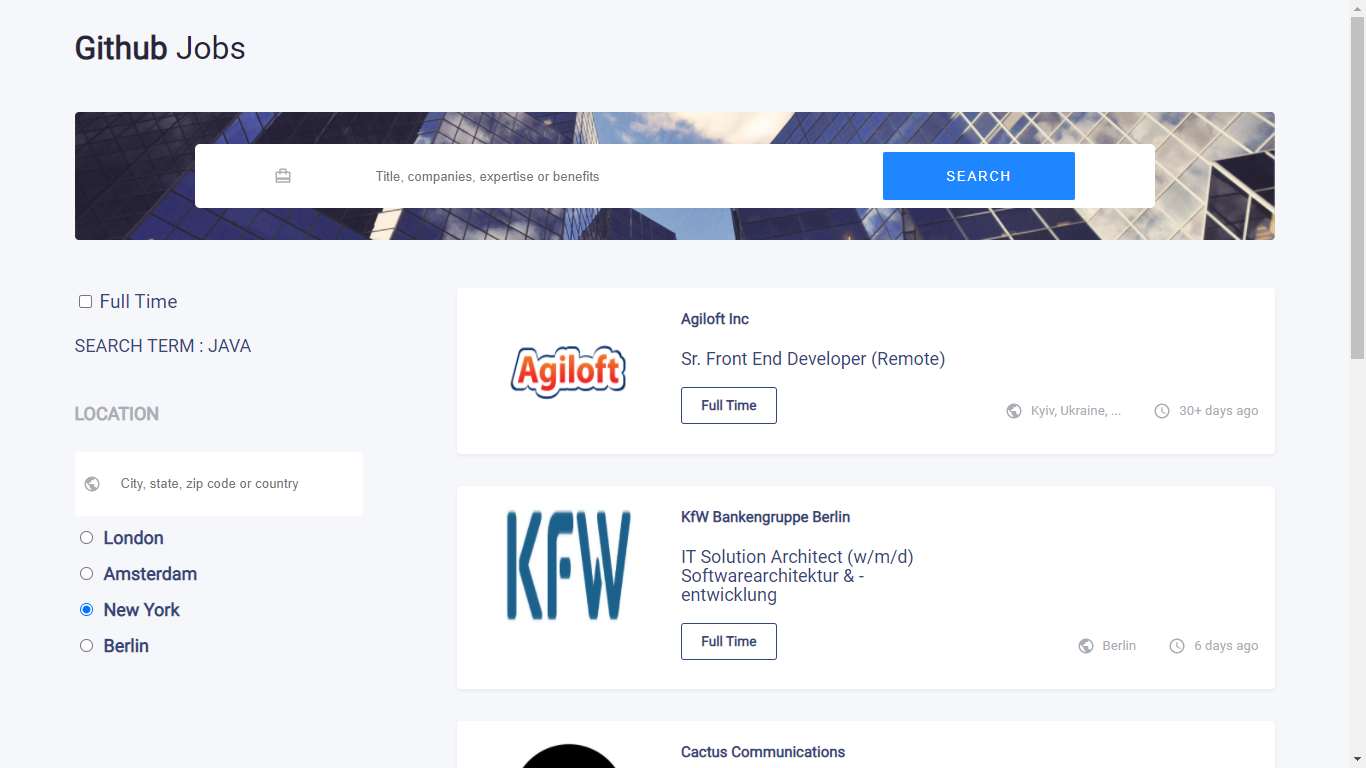 Github Jobs
Title, companies, expertise or benefits
SEARCH
Full Time
SEARCH TERM : JAVA
LOCATION
City, state, zip code or country
London
Amsterdam
New York
Berlin
Agiloft
Agiloft Inc
Sr. Front End Developer (Remote)
Full Time
Kyiv, Ukraine, ...
30+ days ago
KFW
KfW Bankengruppe Berlin
IT Solution Architect (w/m/d)
Softwarearchitektur & -
entwicklung
Full Time
Berlin
6 days ago
Cactus Communications